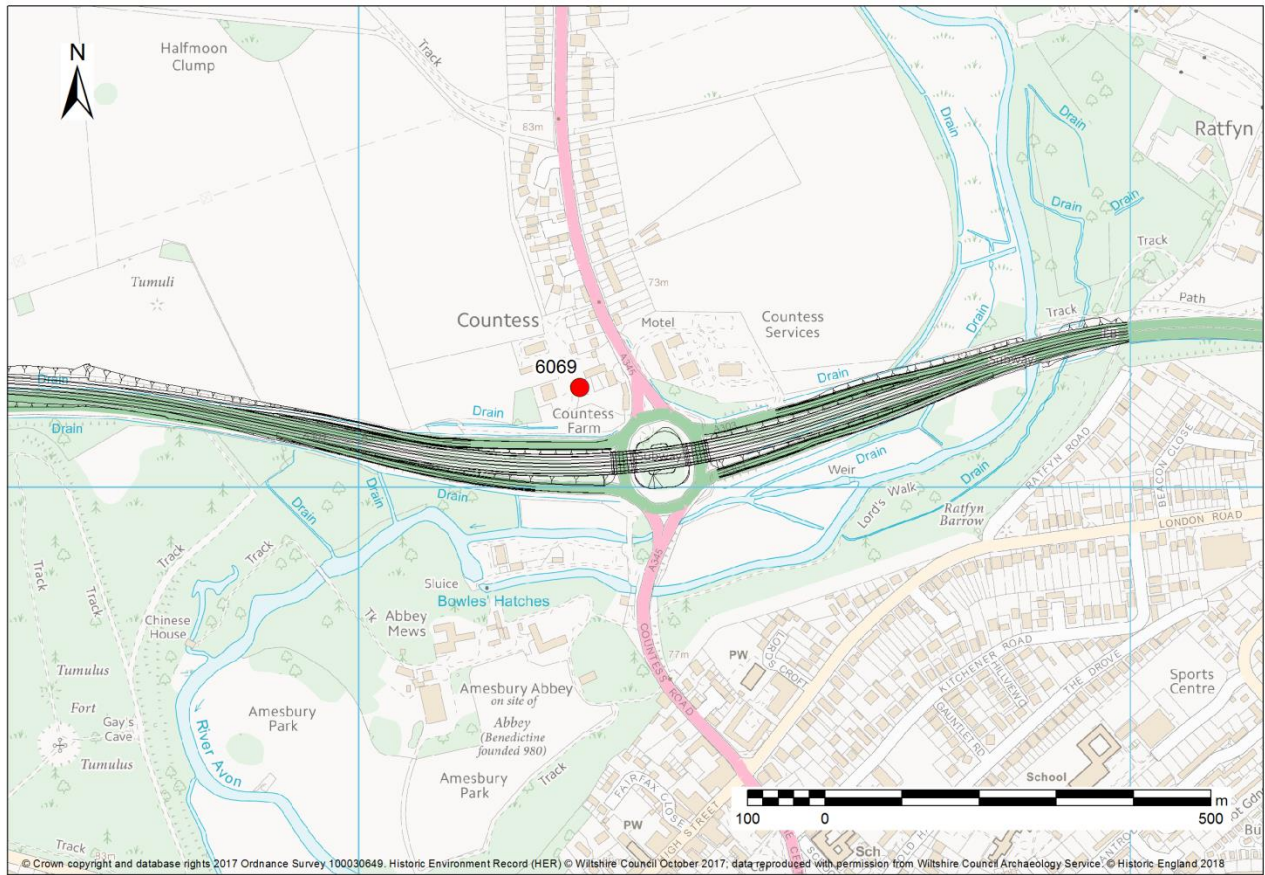 N
Halfmoon
Clump
Track
83m
Drain
Drain
Ratfyn
Drain
Drain
Drain
Track
Tumuli
73m
Countess
Motel
Countess
Services
Drain
Track
Path
6069
A345
Subway
Drain
Drain
Countess
Farm
Drain
A303
Drain
Subway
Drain
Weir
Drain
Drain
Drain
Drain
Lord's Walk
Ratfyn
Barrow
RATFYN ROAD
BEACON CLOSE
LONDON ROAD
Track
Track
Track
Track
Sluice
Bowles' Hatches
A345
Chinese
House
Tk
Abbey
Mews
COUNTESS ROAD
77m
PW
LORDS
CROFT
KITCHENER ROAD
HILLVIEW
THE DROVE
GAUNTLET RD
Sports
Centre
Tumulus
Fort
Gay's
Cave
Tumulus
River Avon
Amesbury
Park
Amesbury Abbey
on site of
Abbey
(Benedictine
founded 980)
Amesbury
Park
Track
School
FAIRFAX CLOSE
HIGH STREET
PW
Track
Sch
100 0 500 m
© Crown copyright and database rights 2017 Ordnance Survey 100030649. Historic Environment Record (HER) © Wiltshire Council October 2017; data reproduced with permission from Wiltshire Council Archaeology Service. © Historic England 2018